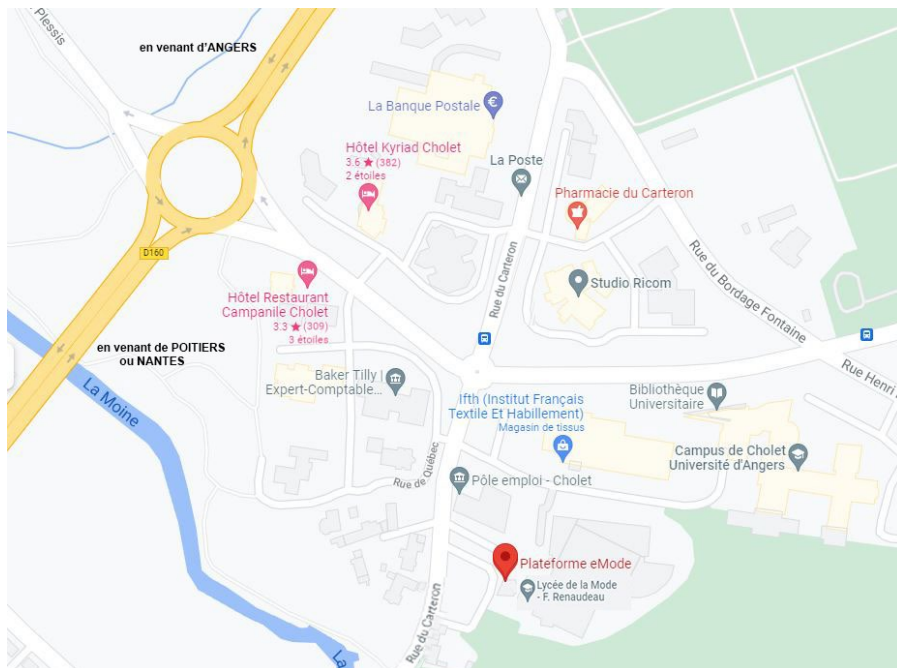 Plessis
en venant d'ANGERS
La Banque Postale
Hôtel Kyriad Cholet
3.6 ★ (382)
2 étoiles
La Poste
Pharmacie du Carteron
Rue du Carteron
Rue du Bordage Fontaine
D160
Studio Ricom
Hôtel Restaurant
Campanile Cholet
3.3 ★ (309)
3 étoiles
en venant de POITIERS
ou NANTES
La Moine
Baker Tilly |
Expert-Comptable...
Ifth (Institut Français
Textile Et Habillement)
Magasin de tissus
Bibliothèque
Universitaire
Rue Henri
Rue de Québec
Campus de Cholet
Université d'Angers
Pôle emploi - Cholet
Plateforme eMode
Lycée de la Mode
- F. Renaudeau
Rue du Carteron
La